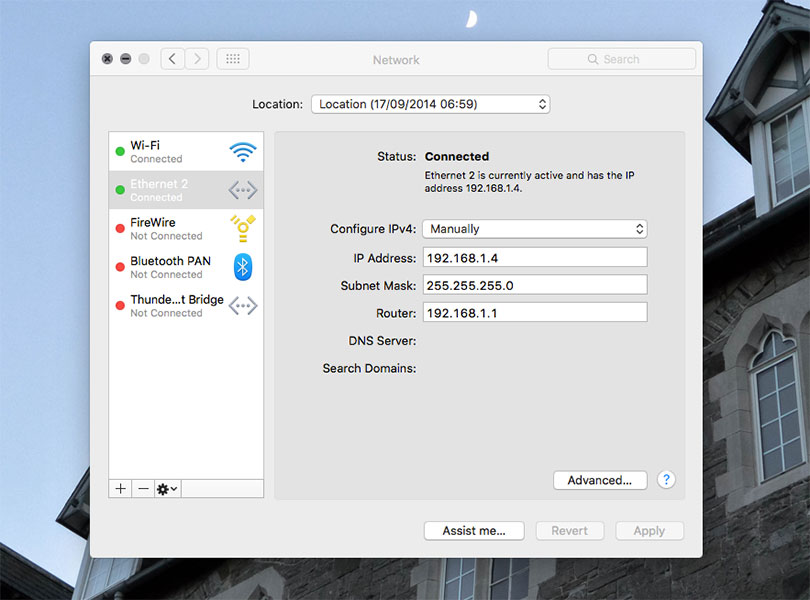 Network
Search
Location: Location (17/09/2014 06:59)
Wi-Fi
Connected
Ethernet 2
Connected
FireWire
Not Connected
Bluetooth PAN
Not Connected
Thunde...t Bridge
Not Connected
Status: Connected
Ethernet 2 is currently active and has the IP
address 192.168.1.4.
Configure IPv4: Manually
IP Address: 192.168.1.4
Subnet Mask: 255.255.255.0
Router: 192.168.1.1
DNS Server:
Search Domains:
Advanced... ?
Assist me... Revert Apply